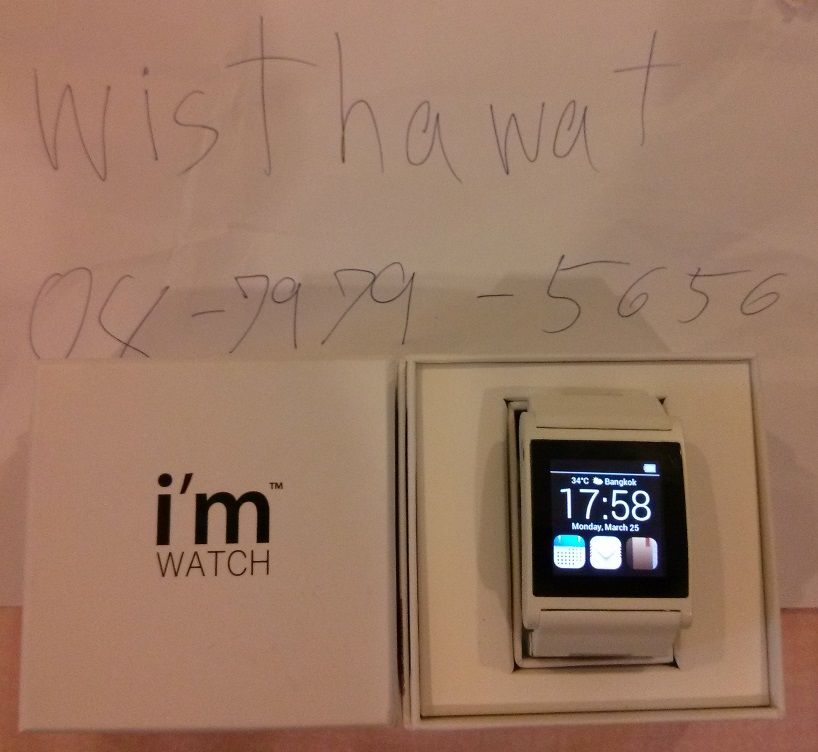 wisthawat
08-7979-5656
i'm™
WATCH
34°C Bangkok
17:58
Monday, March 25